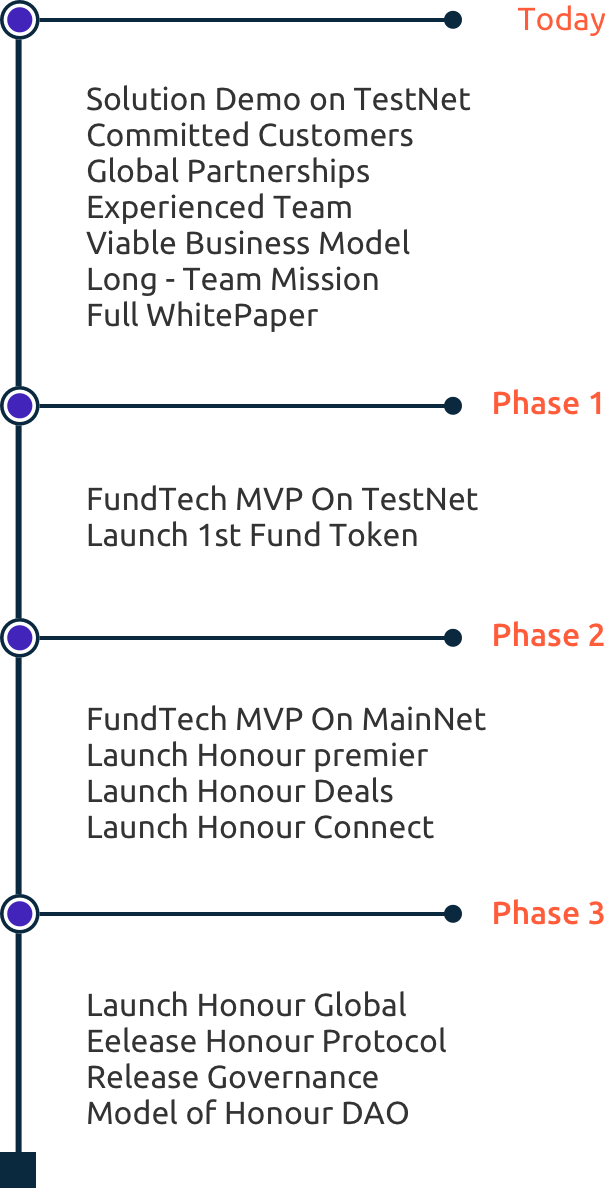 Today
Solution Demo on TestNet
Committed Customers
Global Partnerships
Experienced Team
Viable Business Model
Long - Team Mission
Full WhitePaper
Phase 1
FundTech MVP On TestNet
Launch 1st Fund Token
Phase 2
FundTech MVP On MainNet
Launch Honour premier
Launch Honour Deals
Launch Honour Connect
Phase 3
Launch Honour Global
Eelease Honour Protocol
Release Governance
Model of Honour DAO